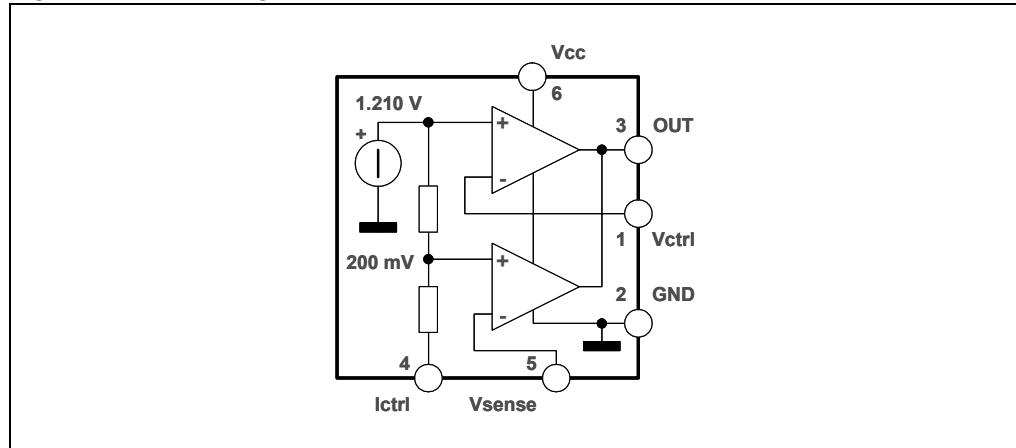 Vcc
6
1.210 V
+
+
-
3 OUT
1 Vctrl
200 mV
+
-
2 GND
4
5
Ictrl
Vsense